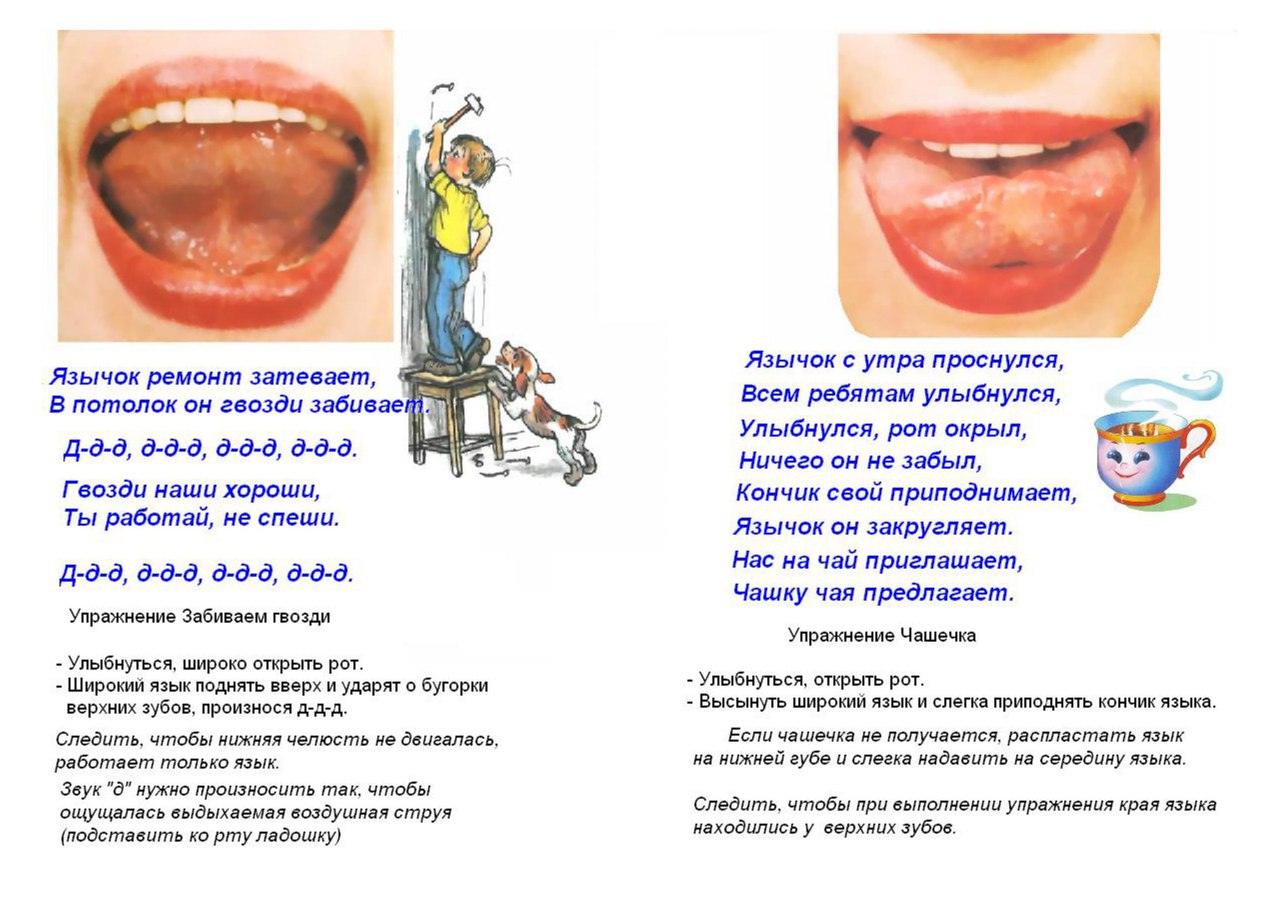 Язычок ремонт затевает,
В потолок он гвозди забивает.
Д-д-д, д-д-д, д-д-д, д-д-д.
Гвозди наши хороши,
Ты работай, не спеши.
Д-д-д, д-д-д, д-д-д, д-д-д.
Упражнение Забиваем гвозди
- Улыбнуться, широко открыть рот.
- Широкий язык поднять вверх и ударят о бугорки
верхних зубов, произнося д-д-д.
Следить, чтобы нижняя челюсть не двигалась,
работает только язык.
Звук "д" нужно произносить так, чтобы
ощущалась выдыхаемая воздушная струя
(подставить ко рту ладошку)
Язычок с утра проснулся,
Всем ребятам улыбнулся,
Улыбнулся, рот окрыл,
Ничего он не забыл,
Кончик свой приподнимает,
Язычок он закругляет.
Нас на чай приглашает,
Чашку чая предлагает.
Упражнение Чашечка
- Улыбнуться, открыть рот.
- Высынуть широкий язык и слегка приподнять кончик языка.
Если чашечка не получается, распластать язык
на нижней губе и слегка надавить на середину языка.
Следить, чтобы при выполнении упражнения края языка
находились у верхних зубов.